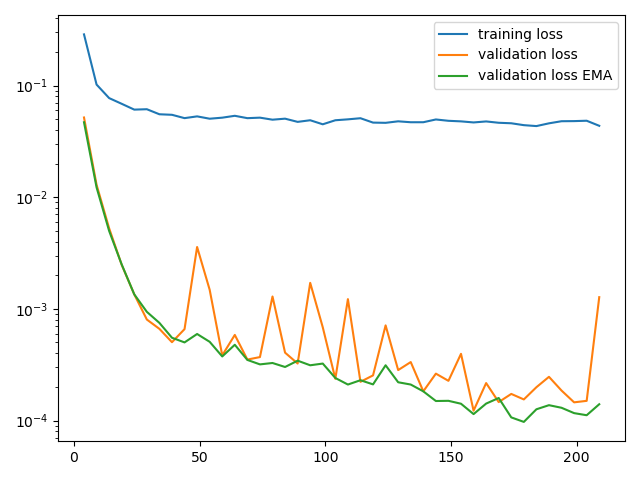 training loss
validation loss
validation loss EMA
10⁻¹
10⁻²
10⁻³
10⁻⁴
0 50 100 150 200